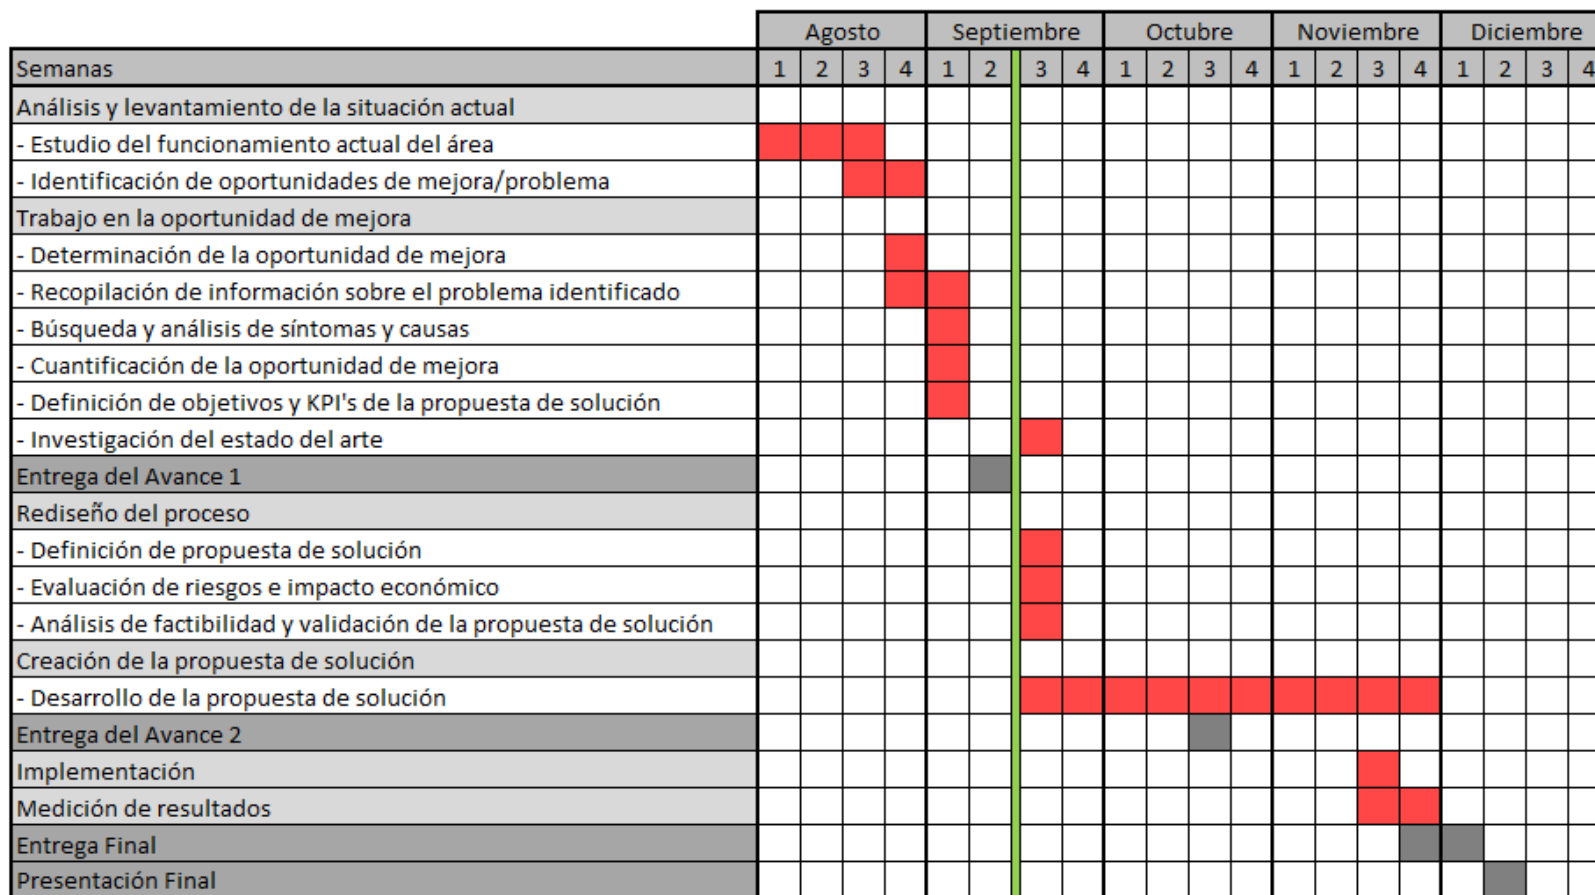 Agosto Septiembre Octubre Noviembre Diciembre
Semanas 1 2 3 4 1 2 3 4 1 2 3 4 1 2 3 4 1 2 3 4
Análisis y levantamiento de la situación actual
- Estudio del funcionamiento actual del área
- Identificación de oportunidades de mejora/problema
Trabajo en la oportunidad de mejora
- Determinación de la oportunidad de mejora
- Recopilación de información sobre el problema identificado
- Búsqueda y análisis de síntomas y causas
- Cuantificación de la oportunidad de mejora
- Definición de objetivos y KPI's de la propuesta de solución
- Investigación del estado del arte
Entrega del Avance 1
Rediseño del proceso
- Definición de propuesta de solución
- Evaluación de riesgos e impacto económico
- Análisis de factibilidad y validación de la propuesta de solución
Creación de la propuesta de solución
- Desarrollo de la propuesta de solución
Entrega del Avance 2
Implementación
Medición de resultados
Entrega Final
Presentación Final